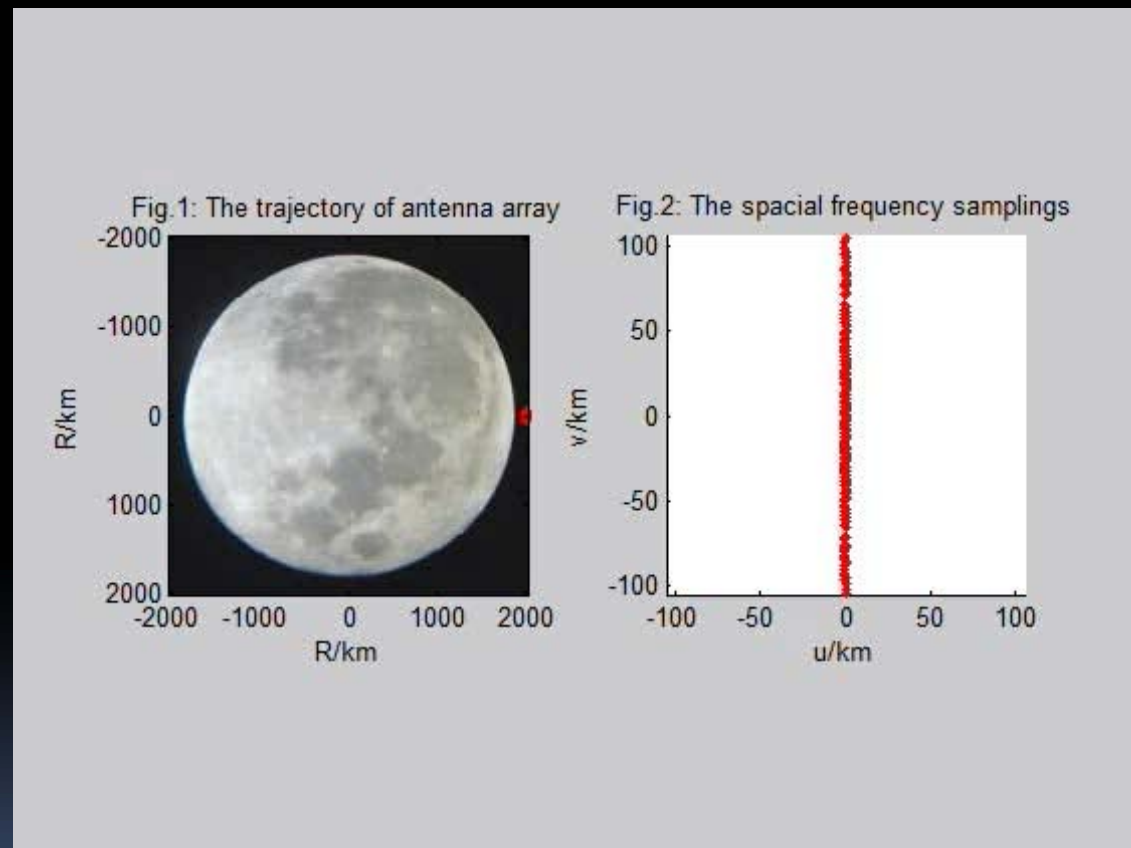 Fig.1: The trajectory of antenna array
-2000
-1000
0
1000
2000
R/km
-2000 -1000 0 1000 2000
R/km
Fig.2: The spacial frequency samplings
100
50
0
-50
-100
v/km
-100 -50 0 50 100
u/km